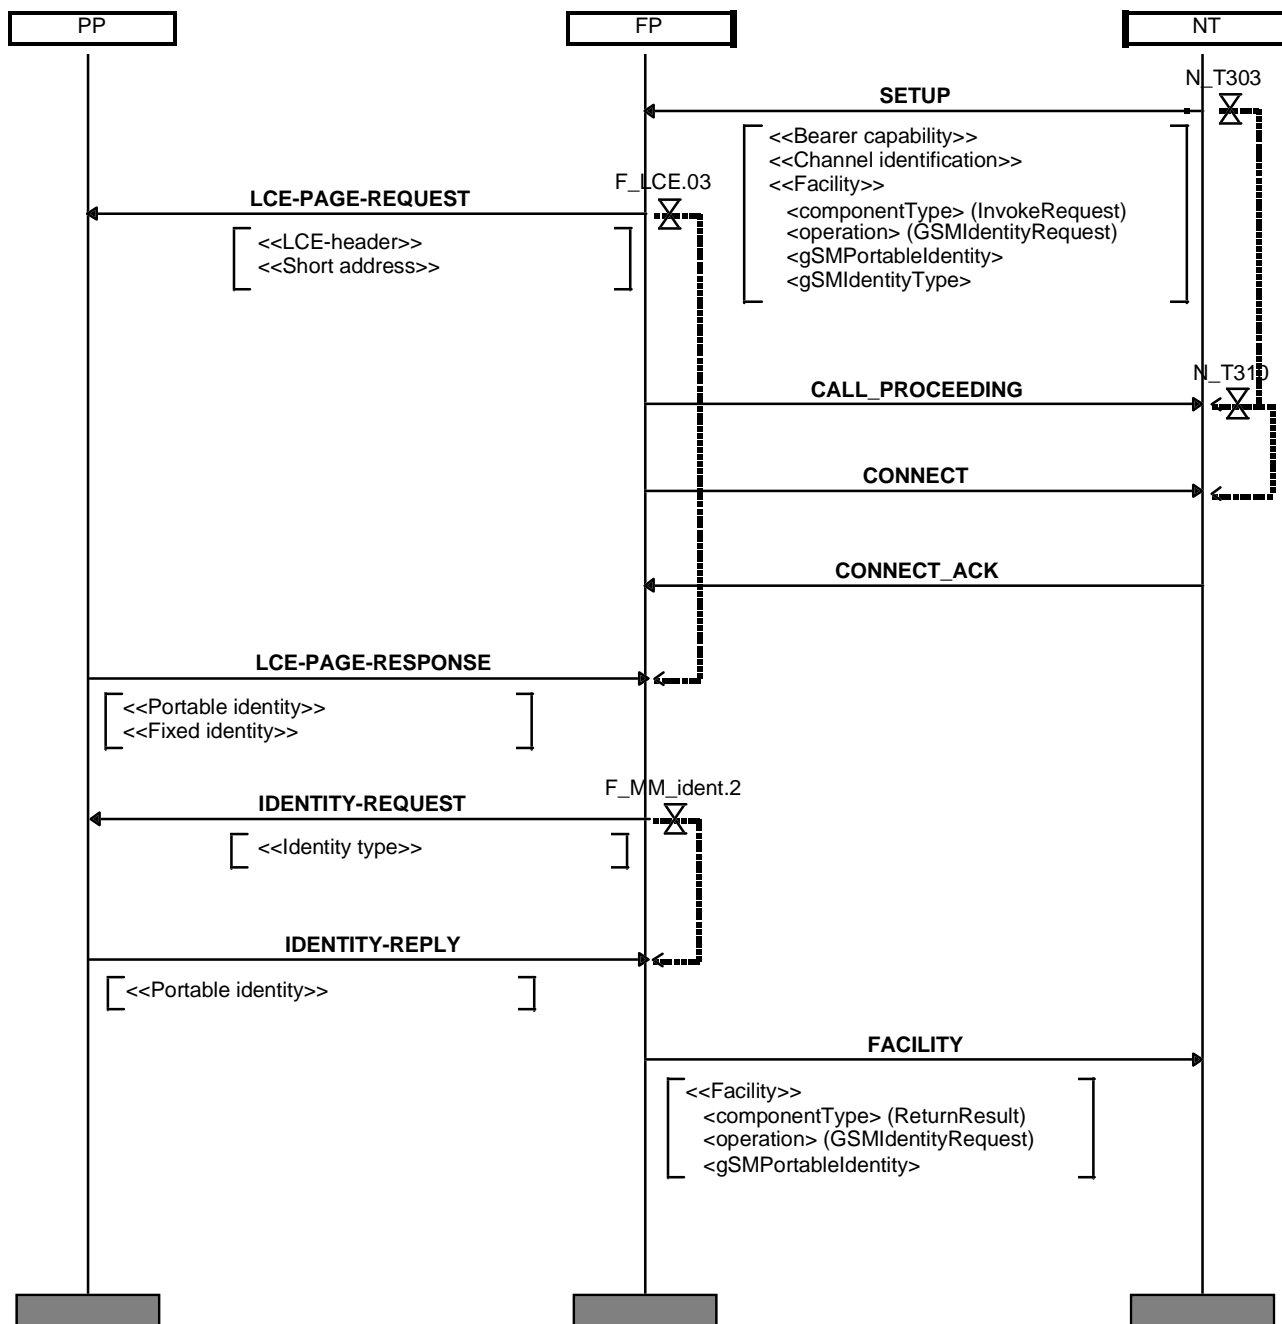 PP
FP
NT
N_T303
SETUP
<<Bearer capability>>
<<Channel identification>>
<<Facility>>
<componentType> (InvokeRequest)
<operation> (GSMIdentityRequest)
<gSMPortableIdentity>
<gSMIdentityType>
F_LCE.03
LCE-PAGE-REQUEST
<<LCE-header>>
<<Short address>>
N_T310
CALL_PROCEEDING
CONNECT
CONNECT_ACK
LCE-PAGE-RESPONSE
<<Portable identity>>
<<Fixed identity>>
F_MM_ident.2
IDENTITY-REQUEST
<<Identity type>>
IDENTITY-REPLY
<<Portable identity>>
FACILITY
<<Facility>>
<componentType> (ReturnResult)
<operation> (GSMIdentityRequest)
<gSMPortableIdentity>